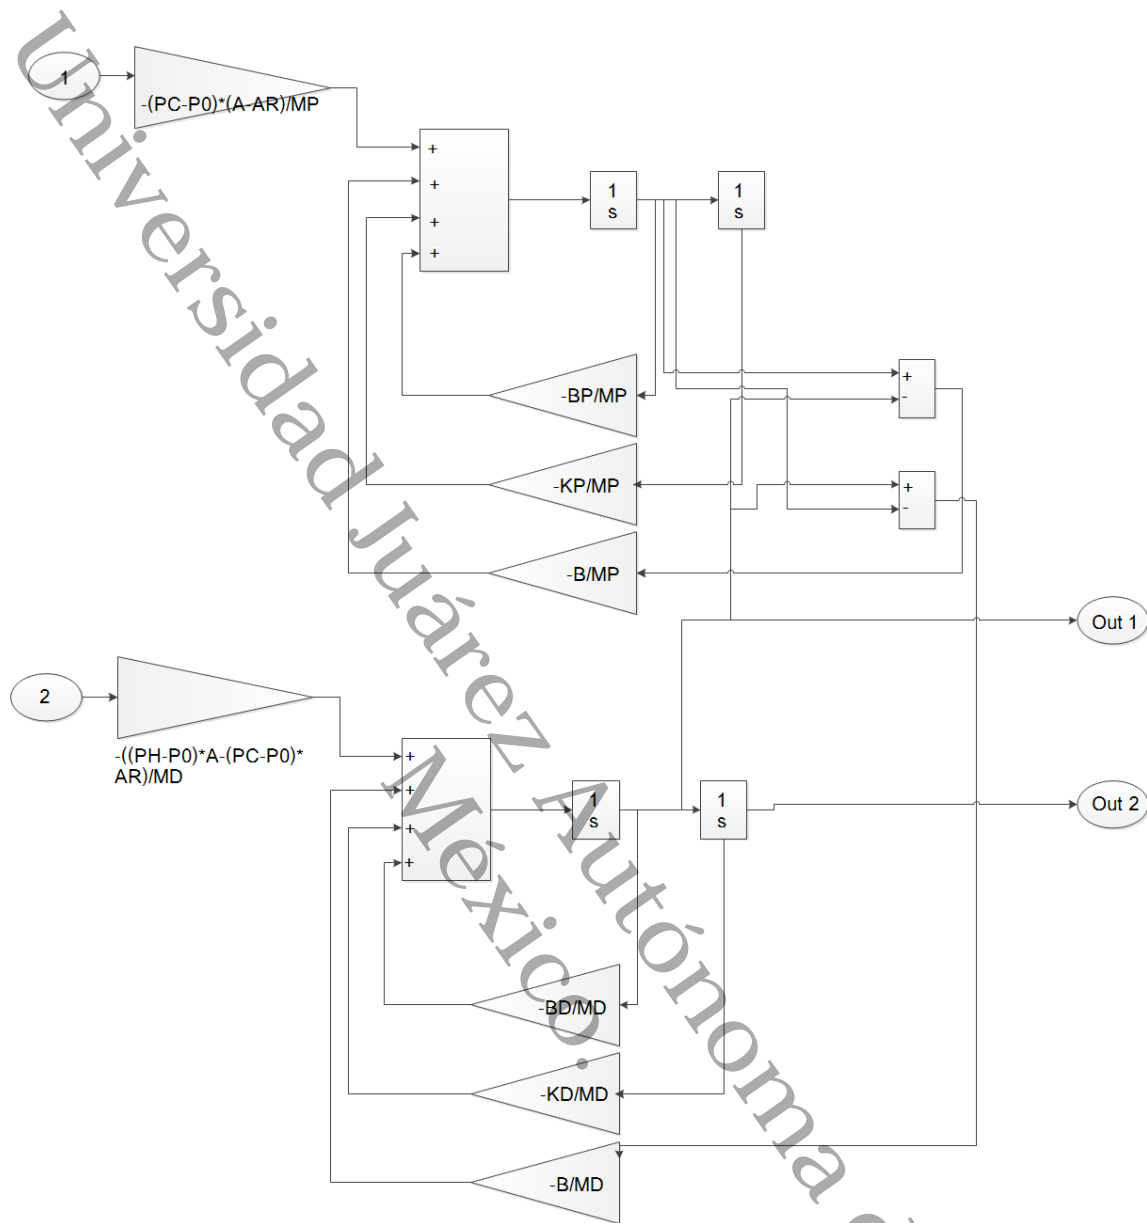 1
-(PC-P0)*(A-AR)/MP
+
+
+
+
1
s
1
s
-BP/MP
+
-
-KP/MP
+
-
-B/MP
Out 1
2
-((PH-P0)*A-(PC-P0)*
AR)/MD
+
+
+
+
1
s
1
s
Out 2
-BD/MD
-KD/MD
-B/MD
Universidad Juárez Autónoma d
México.